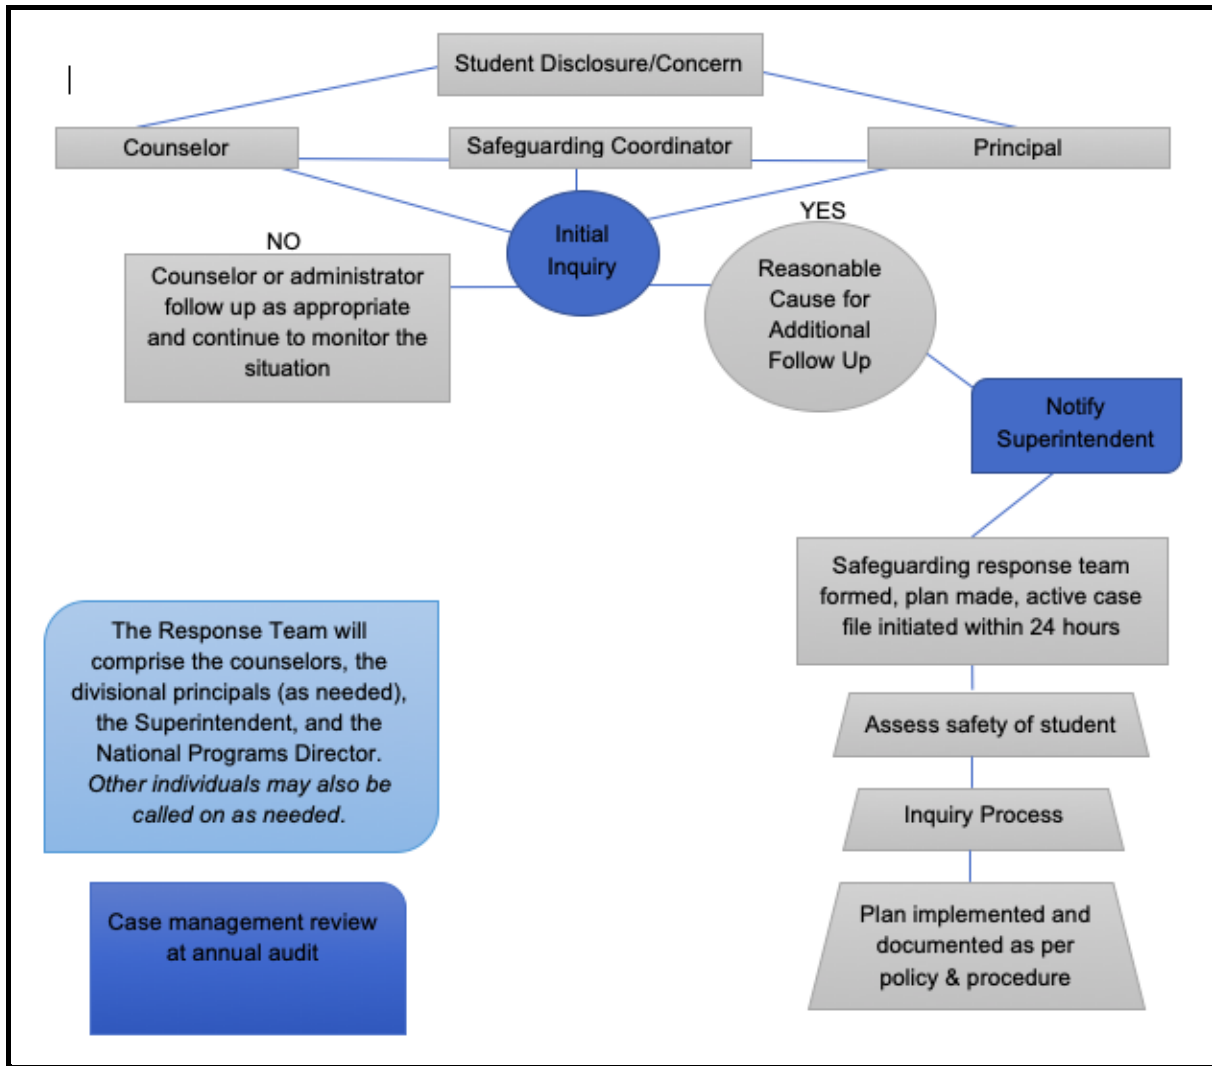 Student Disclosure/Concern
Counselor
Safeguarding Coordinator
Principal
Initial
Inquiry
NO
Counselor or administrator
follow up as appropriate
and continue to monitor the
situation
YES
Reasonable
Cause for
Additional
Follow Up
Notify
Superintendent
Safeguarding response team
formed, plan made, active case
file initiated within 24 hours
Assess safety of student
Inquiry Process
Plan implemented and
documented as per
policy & procedure
The Response Team will
comprise the counselors, the
divisional principals (as needed),
the Superintendent, and the
National Programs Director.
Other individuals may also be
called on as needed.
Case management review
at annual audit